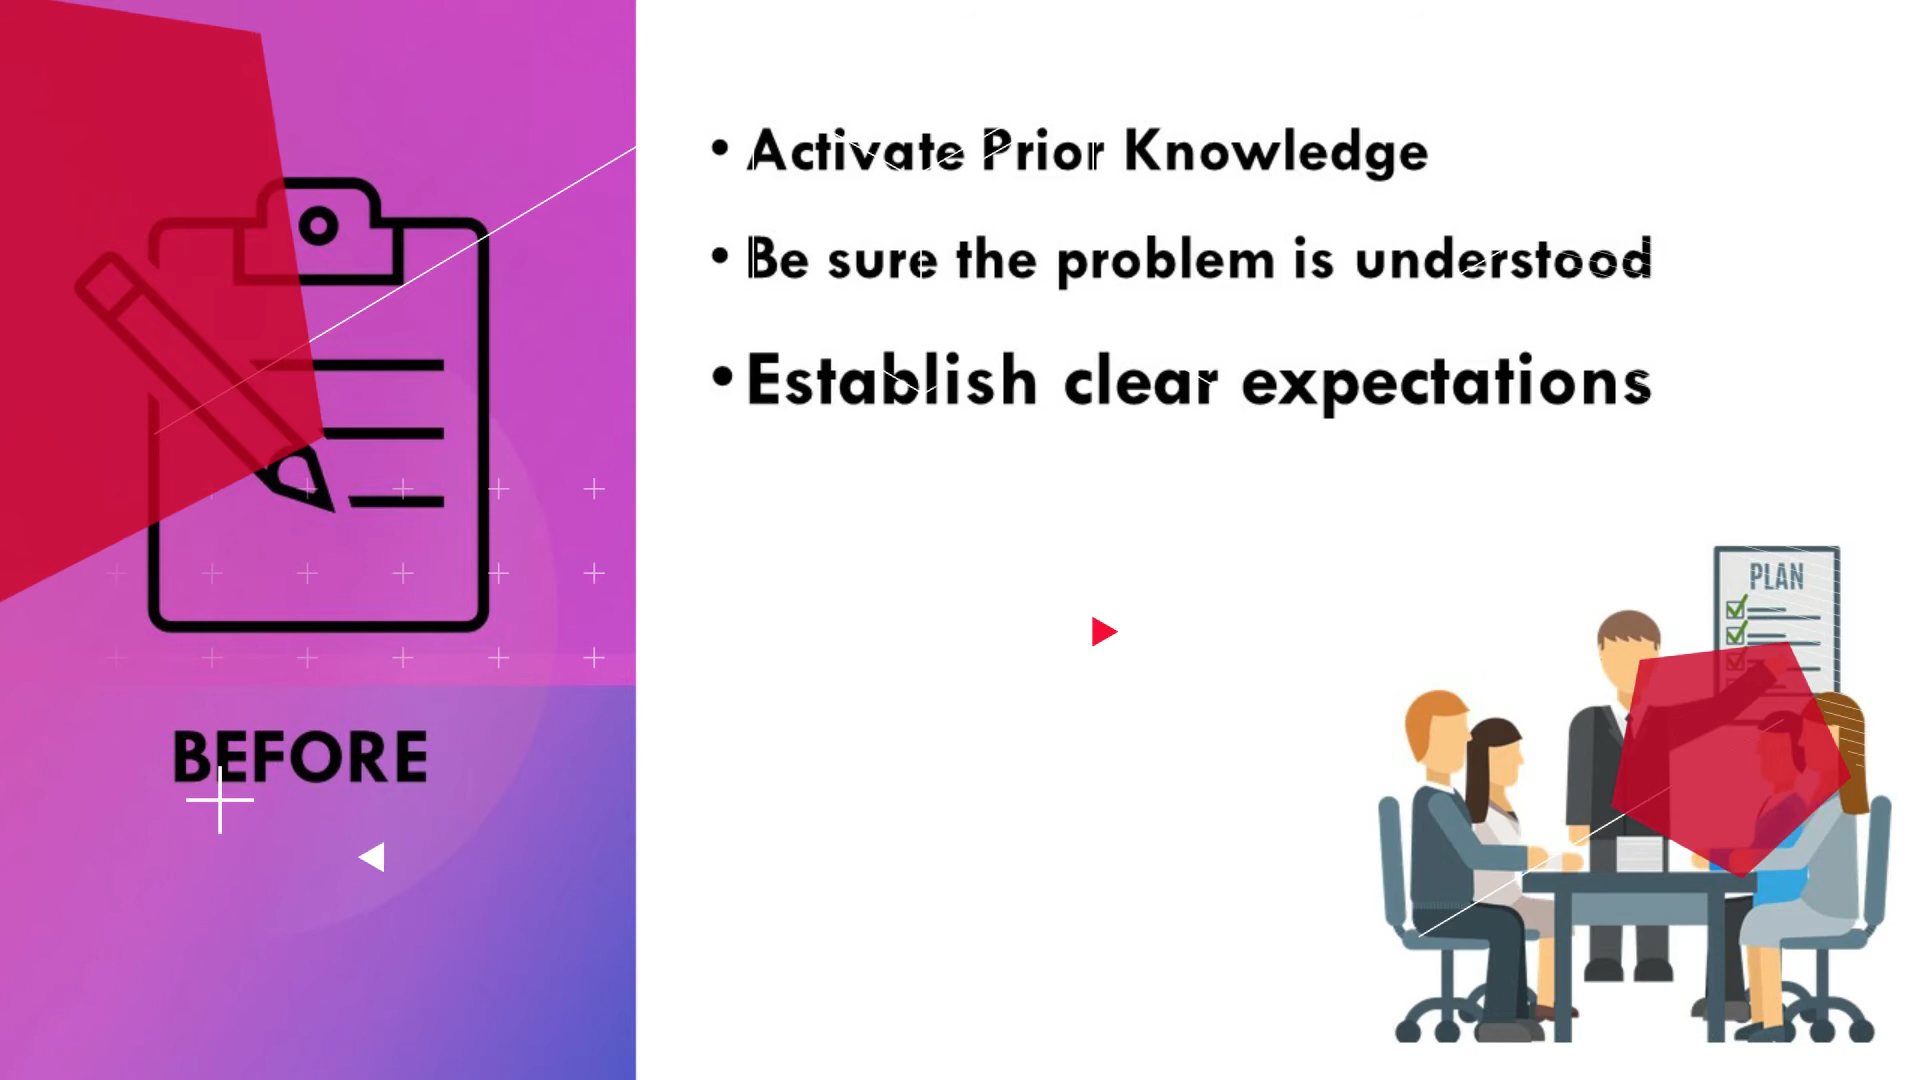 • Activate Prior Knowledge
• Be sure the problem is understood
• Establish clear expectations
PLAN
BEFORE